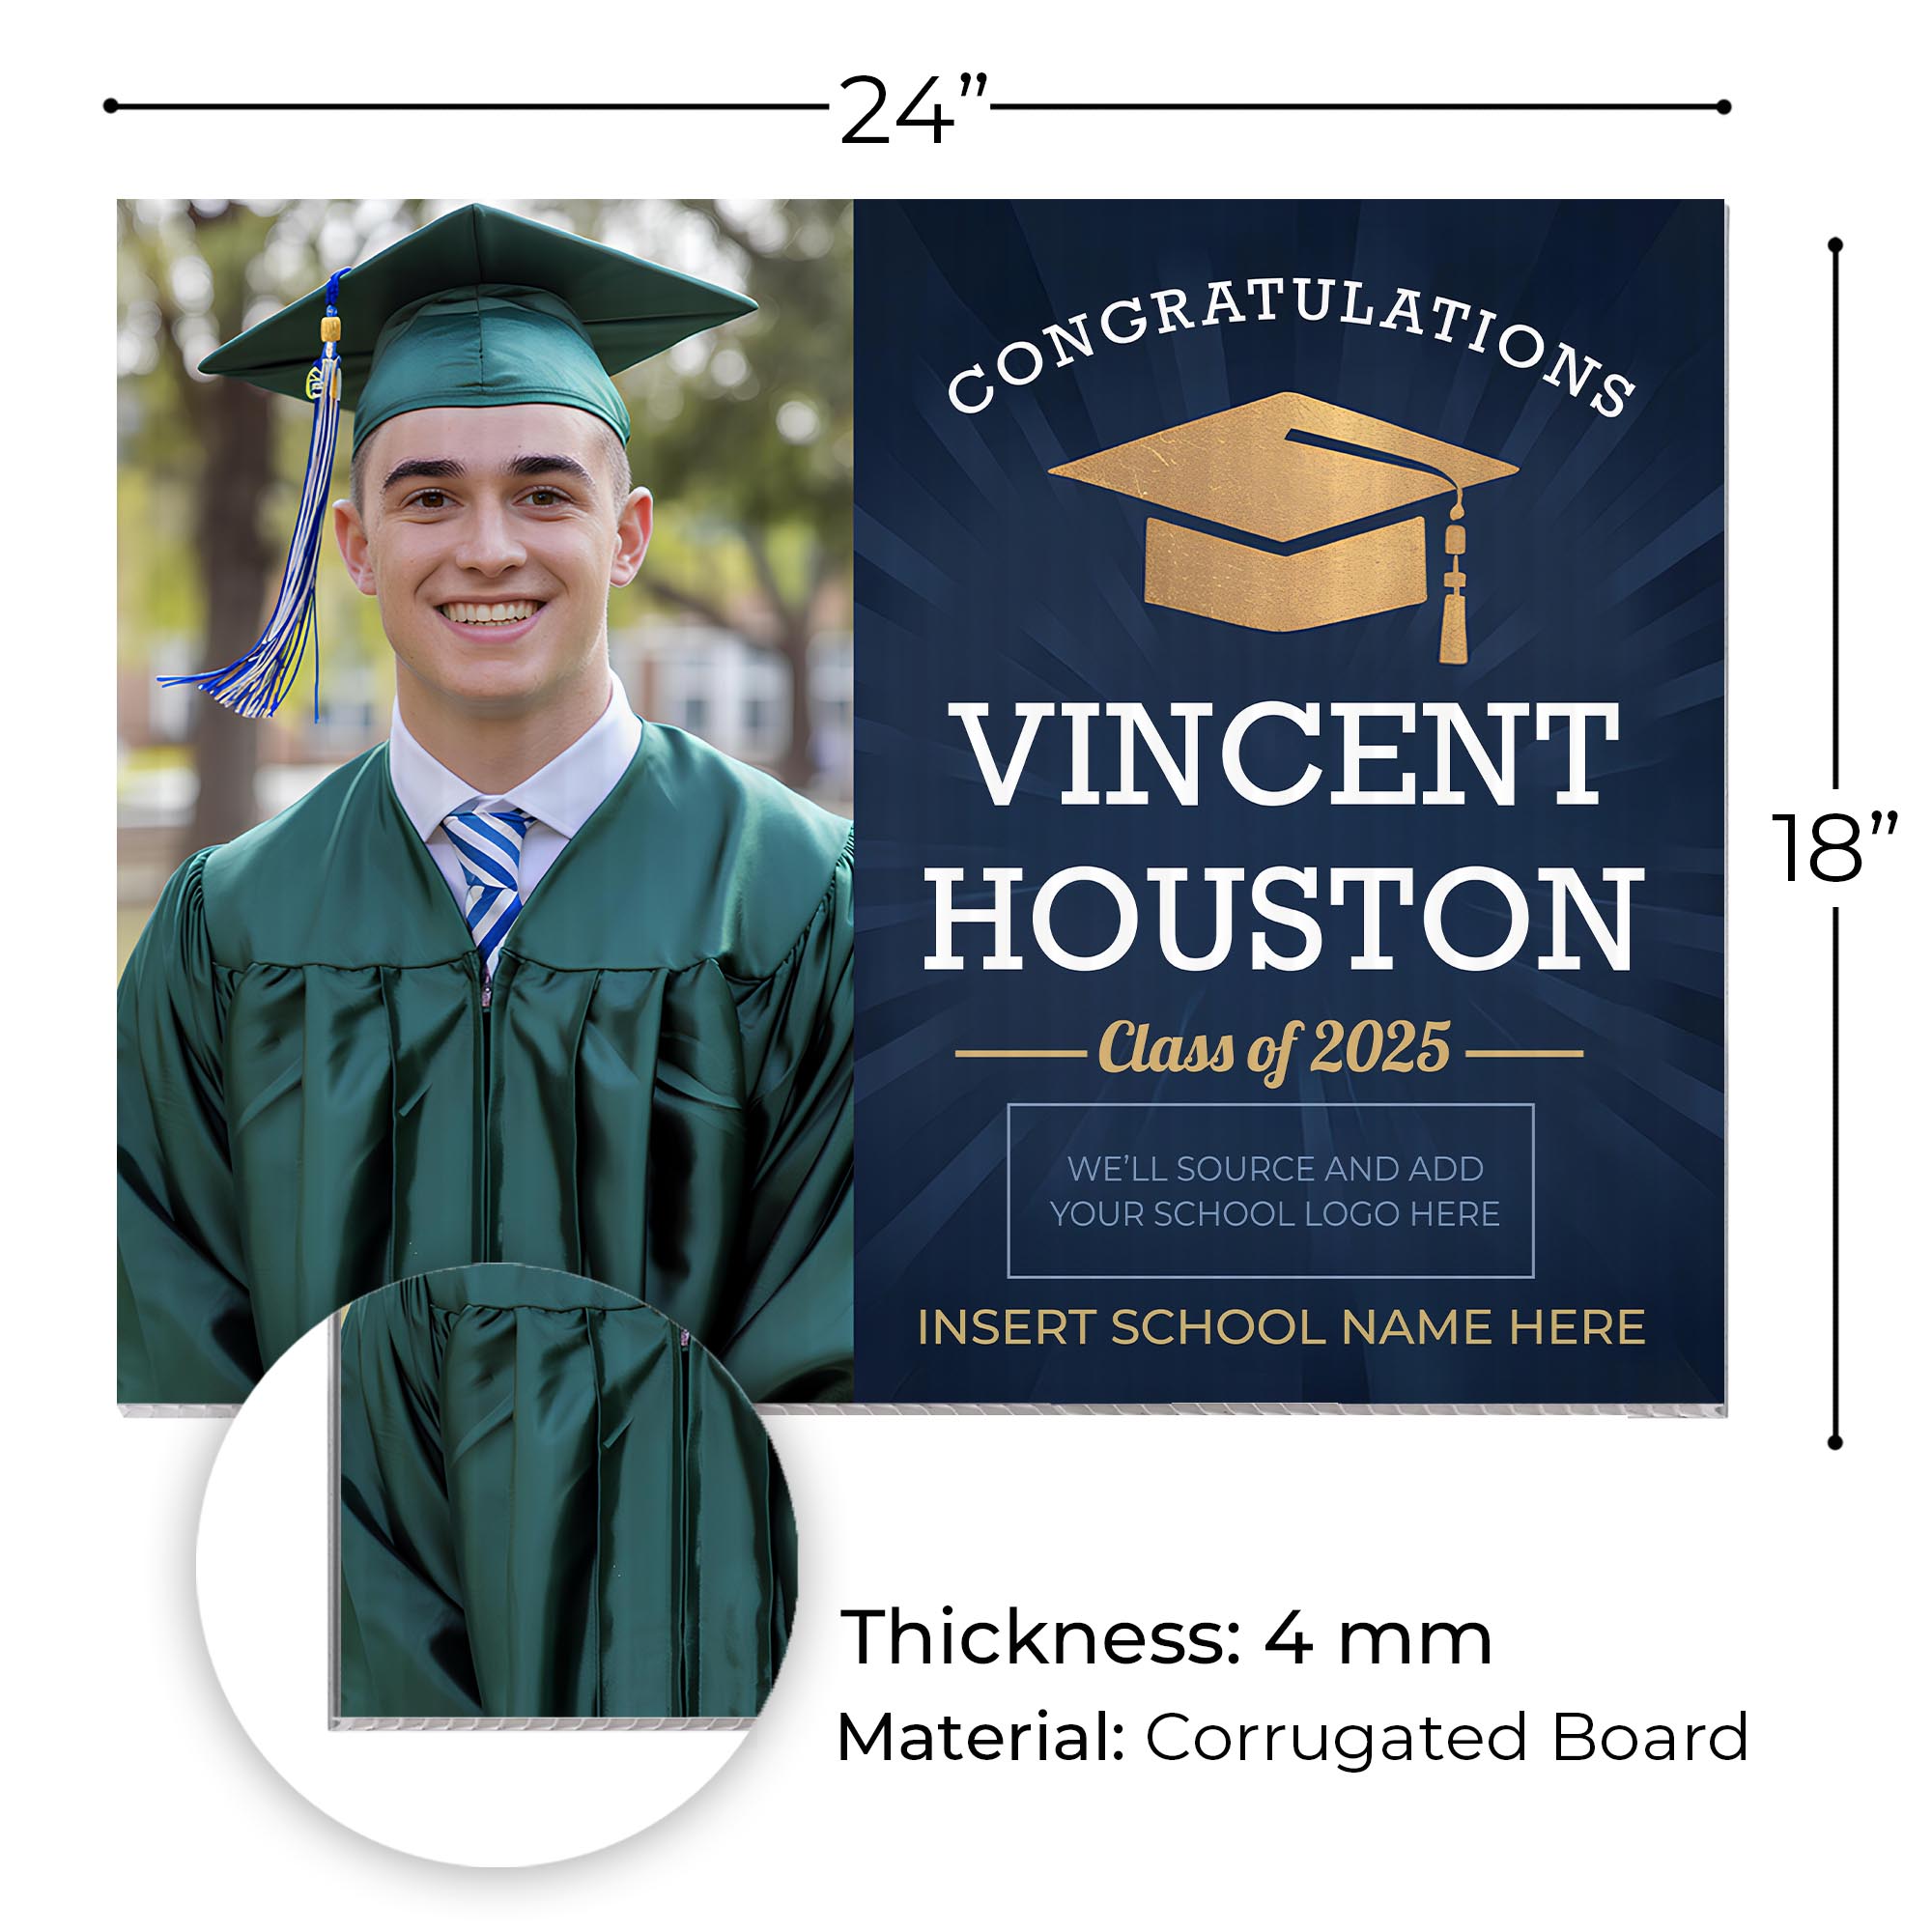 24”
CONGRATULATIONS
VINCENT
HOUSTON
Class of 2025
WE’LL SOURCE AND ADD
YOUR SCHOOL LOGO HERE
INSERT SCHOOL NAME HERE
18”
Thickness: 4 mm
Material: Corrugated Board